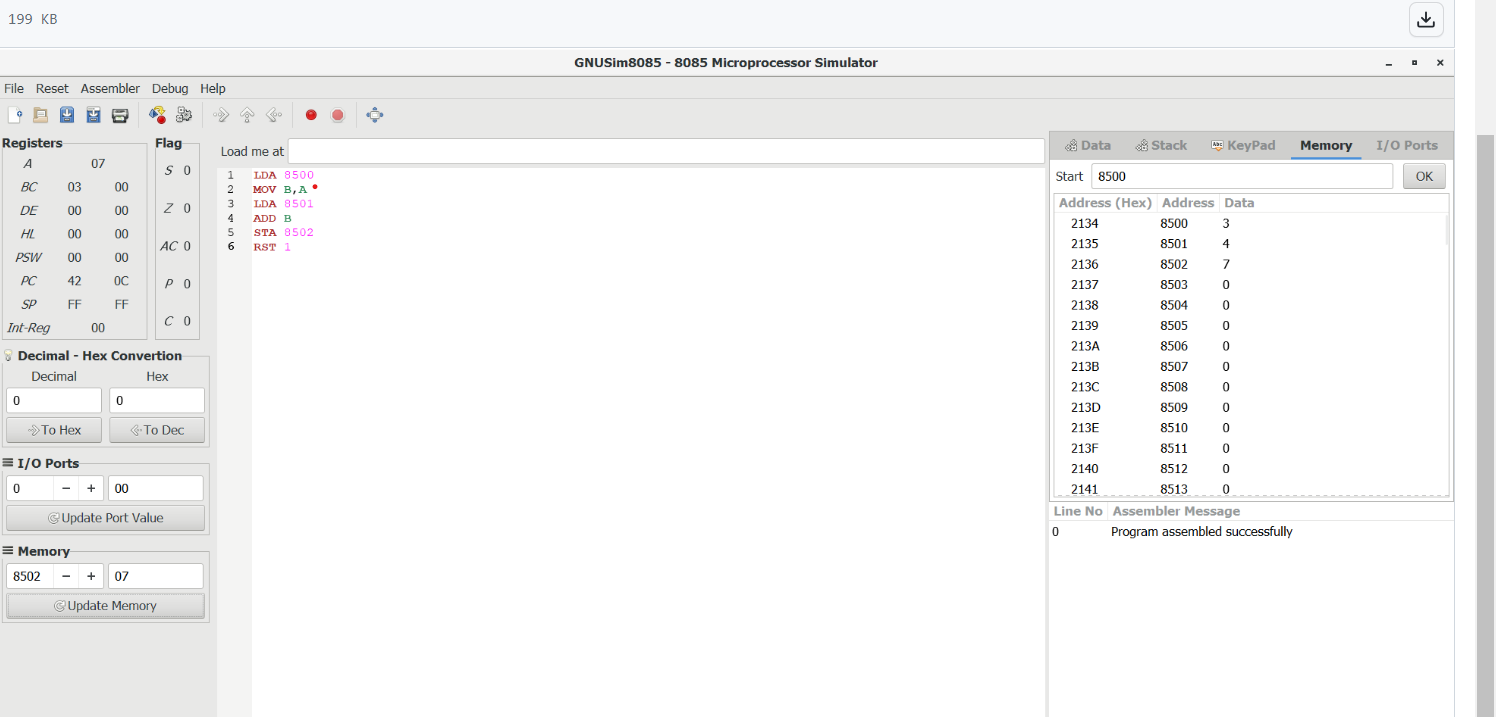 199 KB
GNUSim8085 - 8085 Microprocessor Simulator
File Reset Assembler Debug Help
Registers
A 07
BC 03 00
DE 00 00
HL 00 00
PSW 00 00
PC 42 0C
SP FF FF
Int-Reg 00
Flag
S 0
Z 0
AC 0
P 0
C 0
Decimal - Hex Convertion
Decimal Hex
0 0
To Hex To Dec
I/O Ports
0 − + 00
Update Port Value
Memory
8502 − + 07
Update Memory
Load me at
1 LDA 8500
2 MOV B,A
3 LDA 8501
4 ADD B
5 STA 8502
6 RST 1
Data Stack KeyPad Memory I/O Ports
Start 8500 OK
Address (Hex) Address Data
2134 8500 3
2135 8501 4
2136 8502 7
2137 8503 0
2138 8504 0
2139 8505 0
213A 8506 0
213B 8507 0
213C 8508 0
213D 8509 0
213E 8510 0
213F 8511 0
2140 8512 0
2141 8513 0
Line No Assembler Message
0 Program assembled successfully